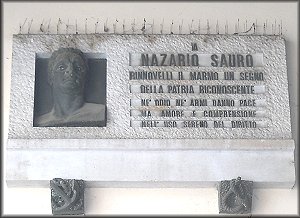 A
NAZARIO SAURO
RINNOVELLI IL MARMO UN SEGNO
DELLA PATRIA RICONOSCENTE
NE' ODIO NE' ARMI DANNO PACE
MA AMORE E COMPRENSIONE
NELL' USO SERENO DEL DIRITTO